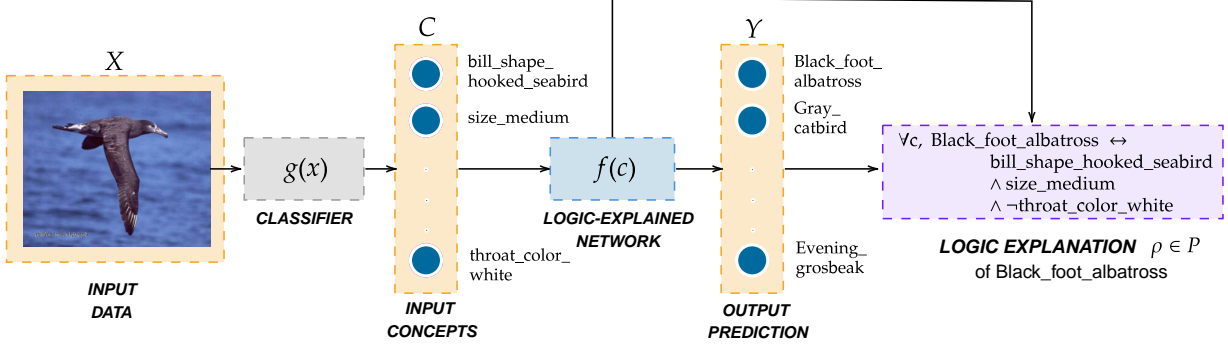 X
INPUT
DATA
g(x)
CLASSIFIER
C
bill_shape_
hooked_seabird
size_medium
throat_color_
white
INPUT
CONCEPTS
f(c)
LOGIC-EXPLAINED
NETWORK
Y
Black_foot_
albatross
Gray_
catbird
Evening_
grosbeak
OUTPUT
PREDICTION
∀c, Black_foot_albatross ↔
bill_shape_hooked_seabird
∧ size_medium
∧ ¬throat_color_white
LOGIC EXPLANATION ρ ∈ P
of Black_foot_albatross